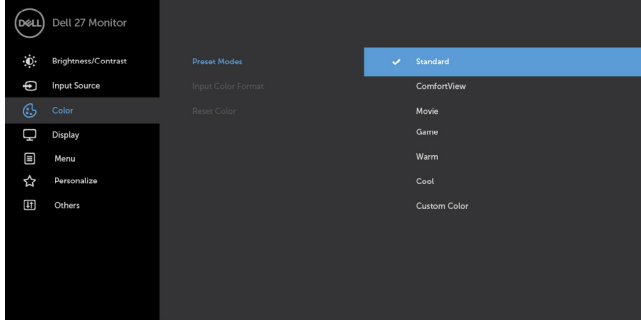 DELL
Dell 27 Monitor
Brightness/Contrast
Input Source
Color
Display
Menu
Personalize
Others
Preset Modes
Input Color Format
Reset Color
Standard
ComfortView
Movie
Game
Warm
Cool
Custom Color